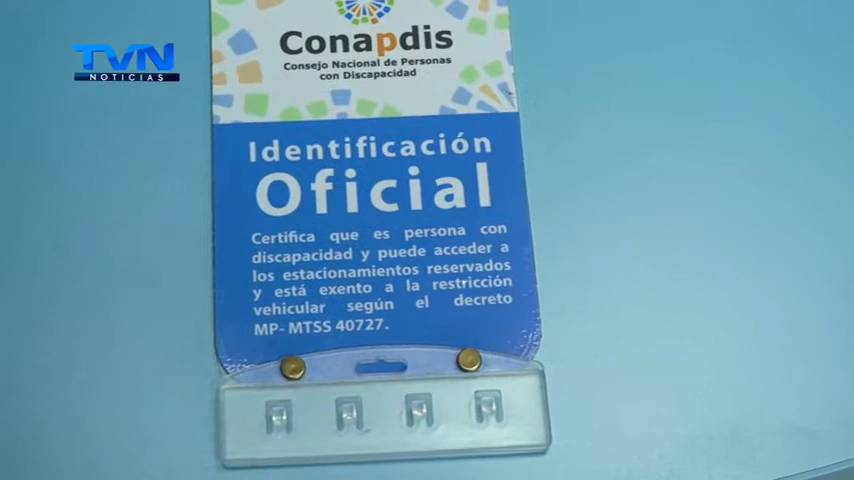 TVN
NOTICIAS
Conapdis
Consejo Nacional de Personas
con Discapacidad
Identificación
Oficial
Certifica que es persona con
discapacidad y puede acceder a
los estacionamientos reservados
y está exento a la restricción
vehicular según el decreto
MP- MTSS 40727.